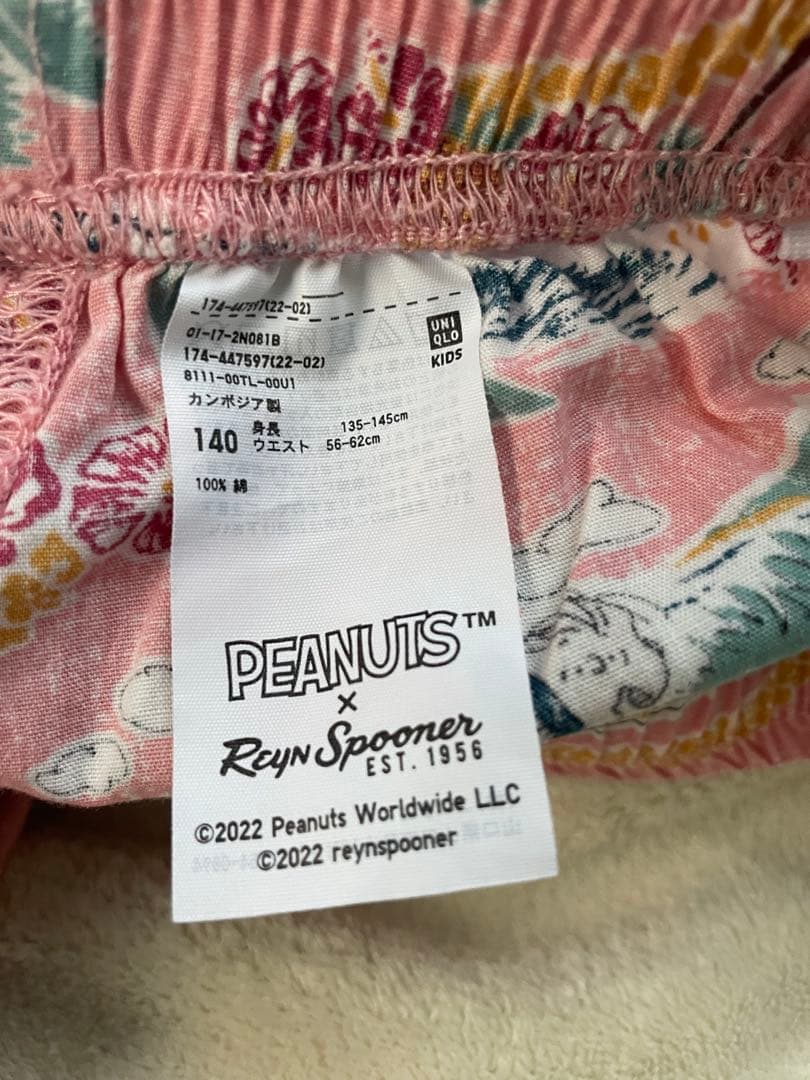 174-447597(22-02)
01-17-2N081B
174-447597(22-02)
8111-00TL-00U1
カンボジア製
UNI
QLO
KIDS
140 身長 135-145cm
ウエスト 56-62cm
100% 綿
PEANUTS™
×
Reyn Spooner
EST. 1956
©2022 Peanuts Worldwide LLC
©2022 reynspooner